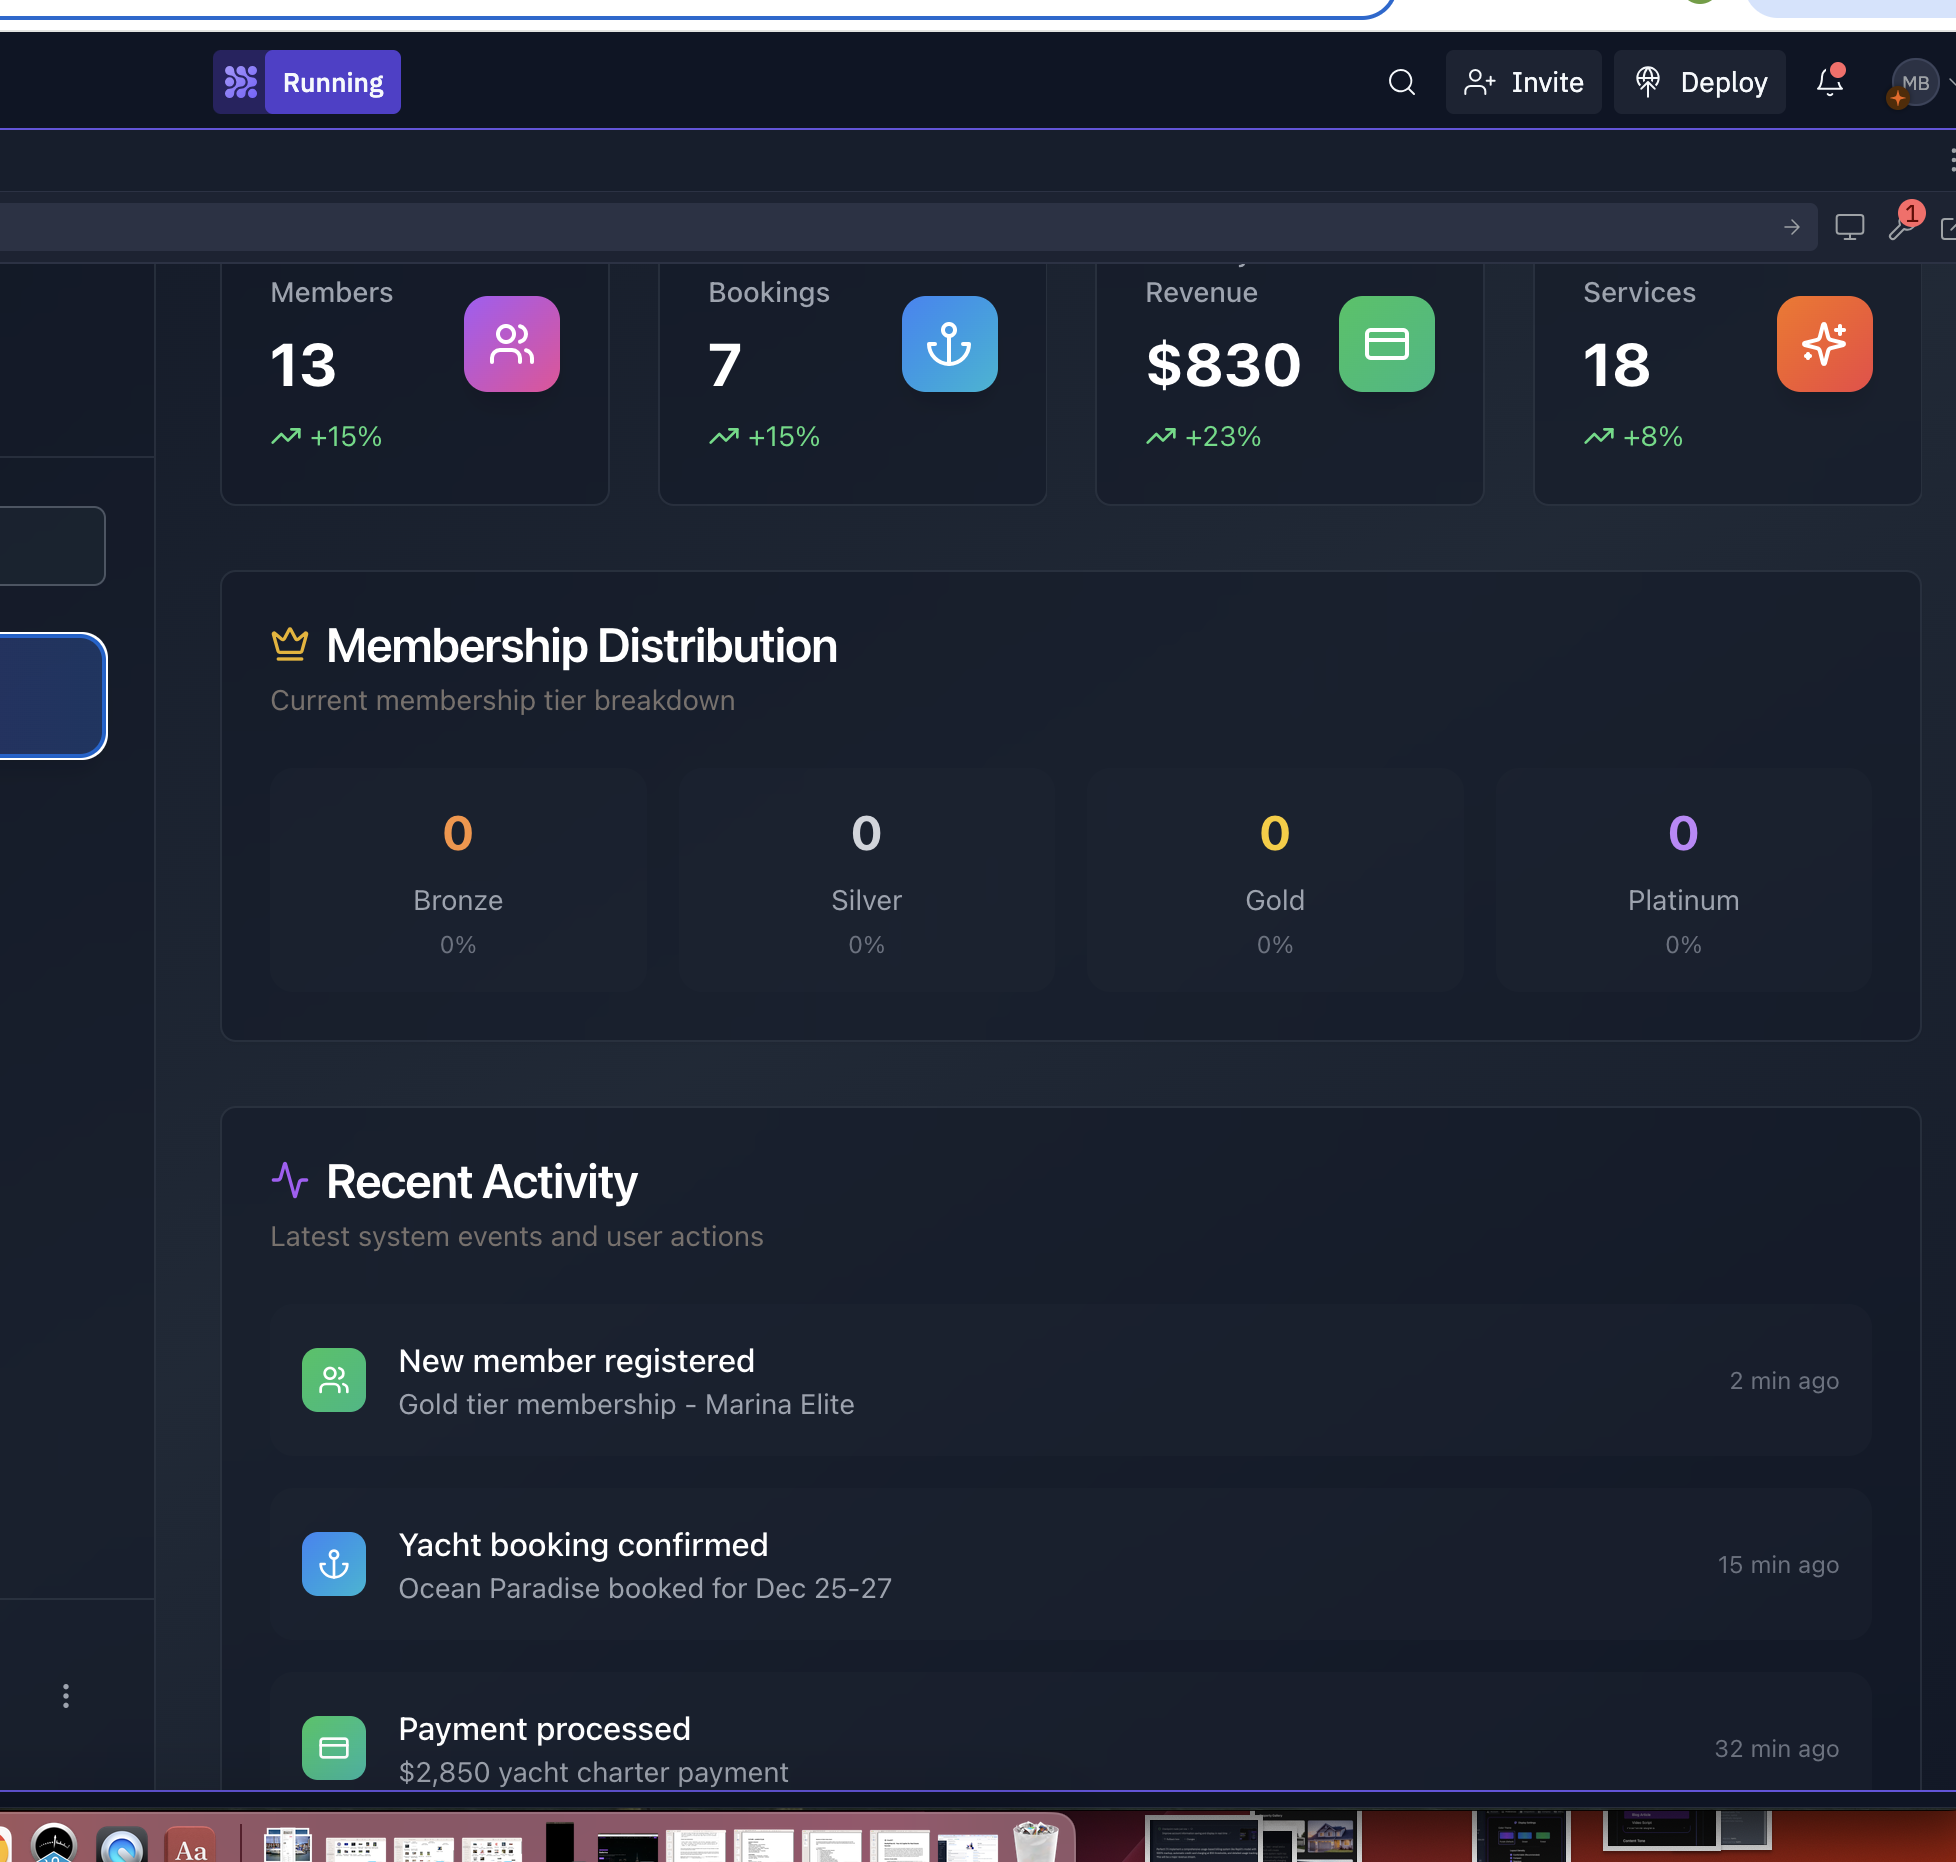 Running
Invite
Deploy
MB
1
Members
13
+15%
Bookings
7
+15%
Revenue
$830
+23%
Services
18
+8%
Membership Distribution
Current membership tier breakdown
0
Bronze
0%
0
Silver
0%
0
Gold
0%
0
Platinum
0%
Recent Activity
Latest system events and user actions
New member registered
Gold tier membership - Marina Elite
2 min ago
Yacht booking confirmed
Ocean Paradise booked for Dec 25-27
15 min ago
Payment processed
$2,850 yacht charter payment
32 min ago
Aa